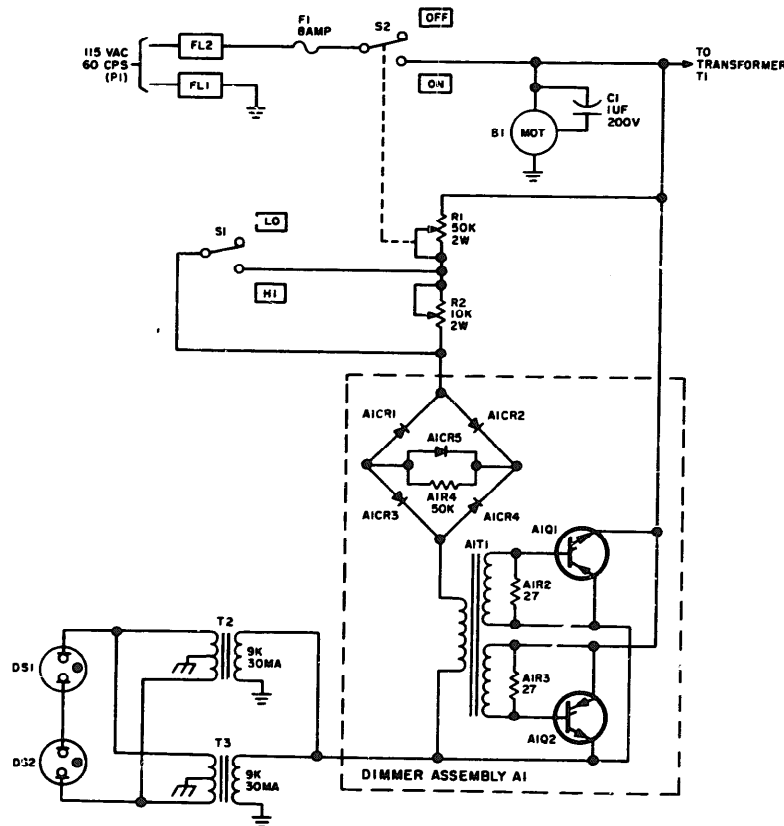 OFF
F1
8AMP
S2
115 VAC
60 CPS
(P1)
FL2
FL1
ON
TO
TRANSFORMER
T1
C1
1UF
200V
B1
MOT
R1
50K
2W
LO
S1
HI
R2
10K
2W
A1CR1
A1CR2
A1CR5
A1R4
50K
A1CR3
A1CR4
A1T1
A1Q1
A1R2
27
A1R3
27
A1Q2
T2
9K
30MA
DS1
DS2
T3
9K
30MA
DIMMER ASSEMBLY A1